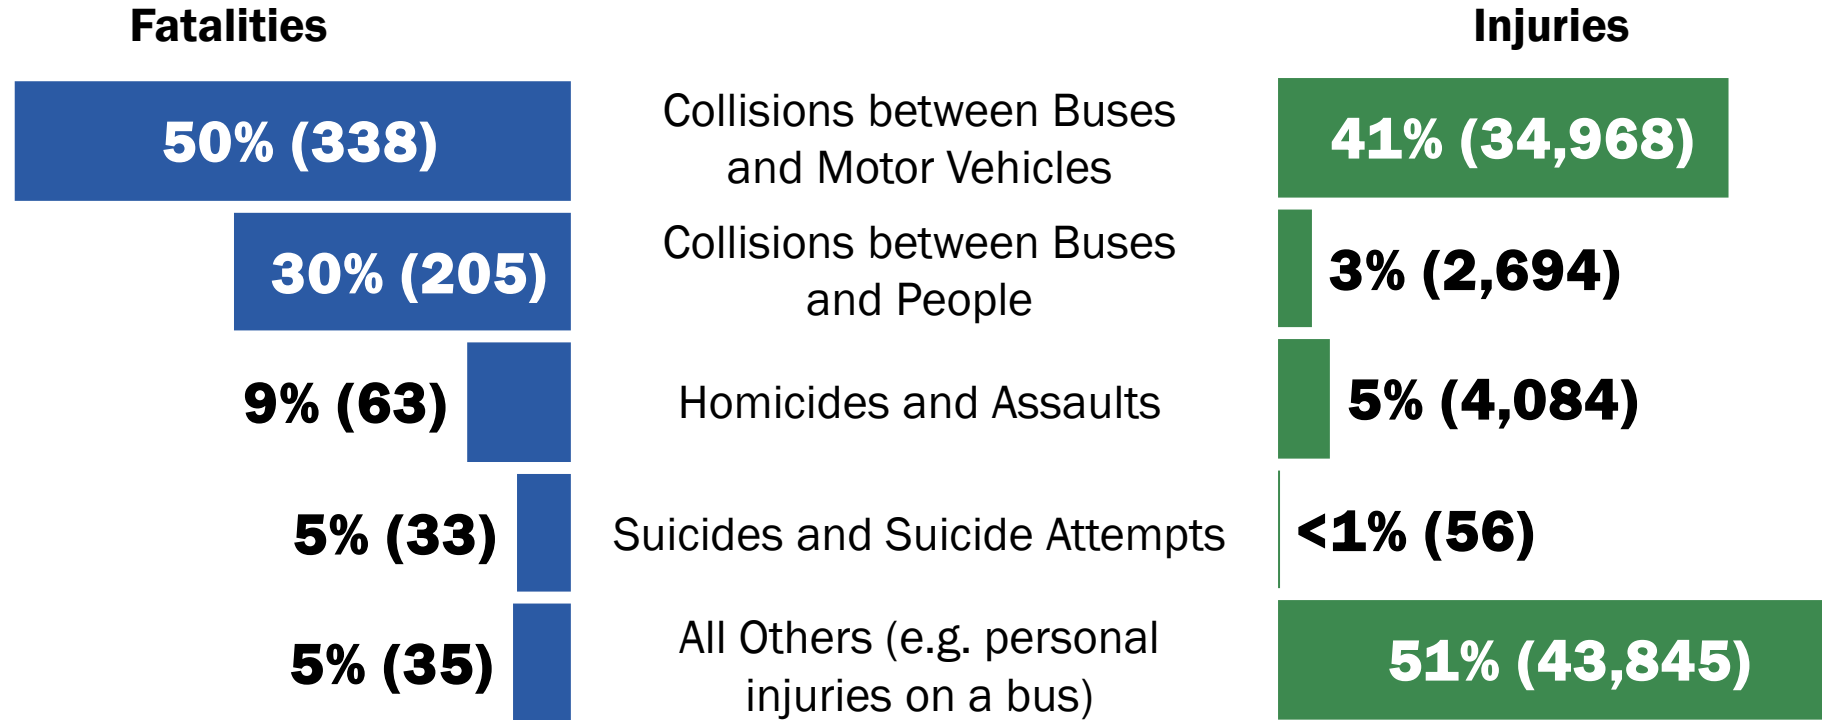 Fatalities
Injuries
50% (338)
Collisions between Buses
and Motor Vehicles
41% (34,968)
30% (205)
Collisions between Buses
and People
3% (2,694)
9% (63)
Homicides and Assaults
5% (4,084)
5% (33)
Suicides and Suicide Attempts
<1% (56)
5% (35)
All Others (e.g. personal
injuries on a bus)
51% (43,845)